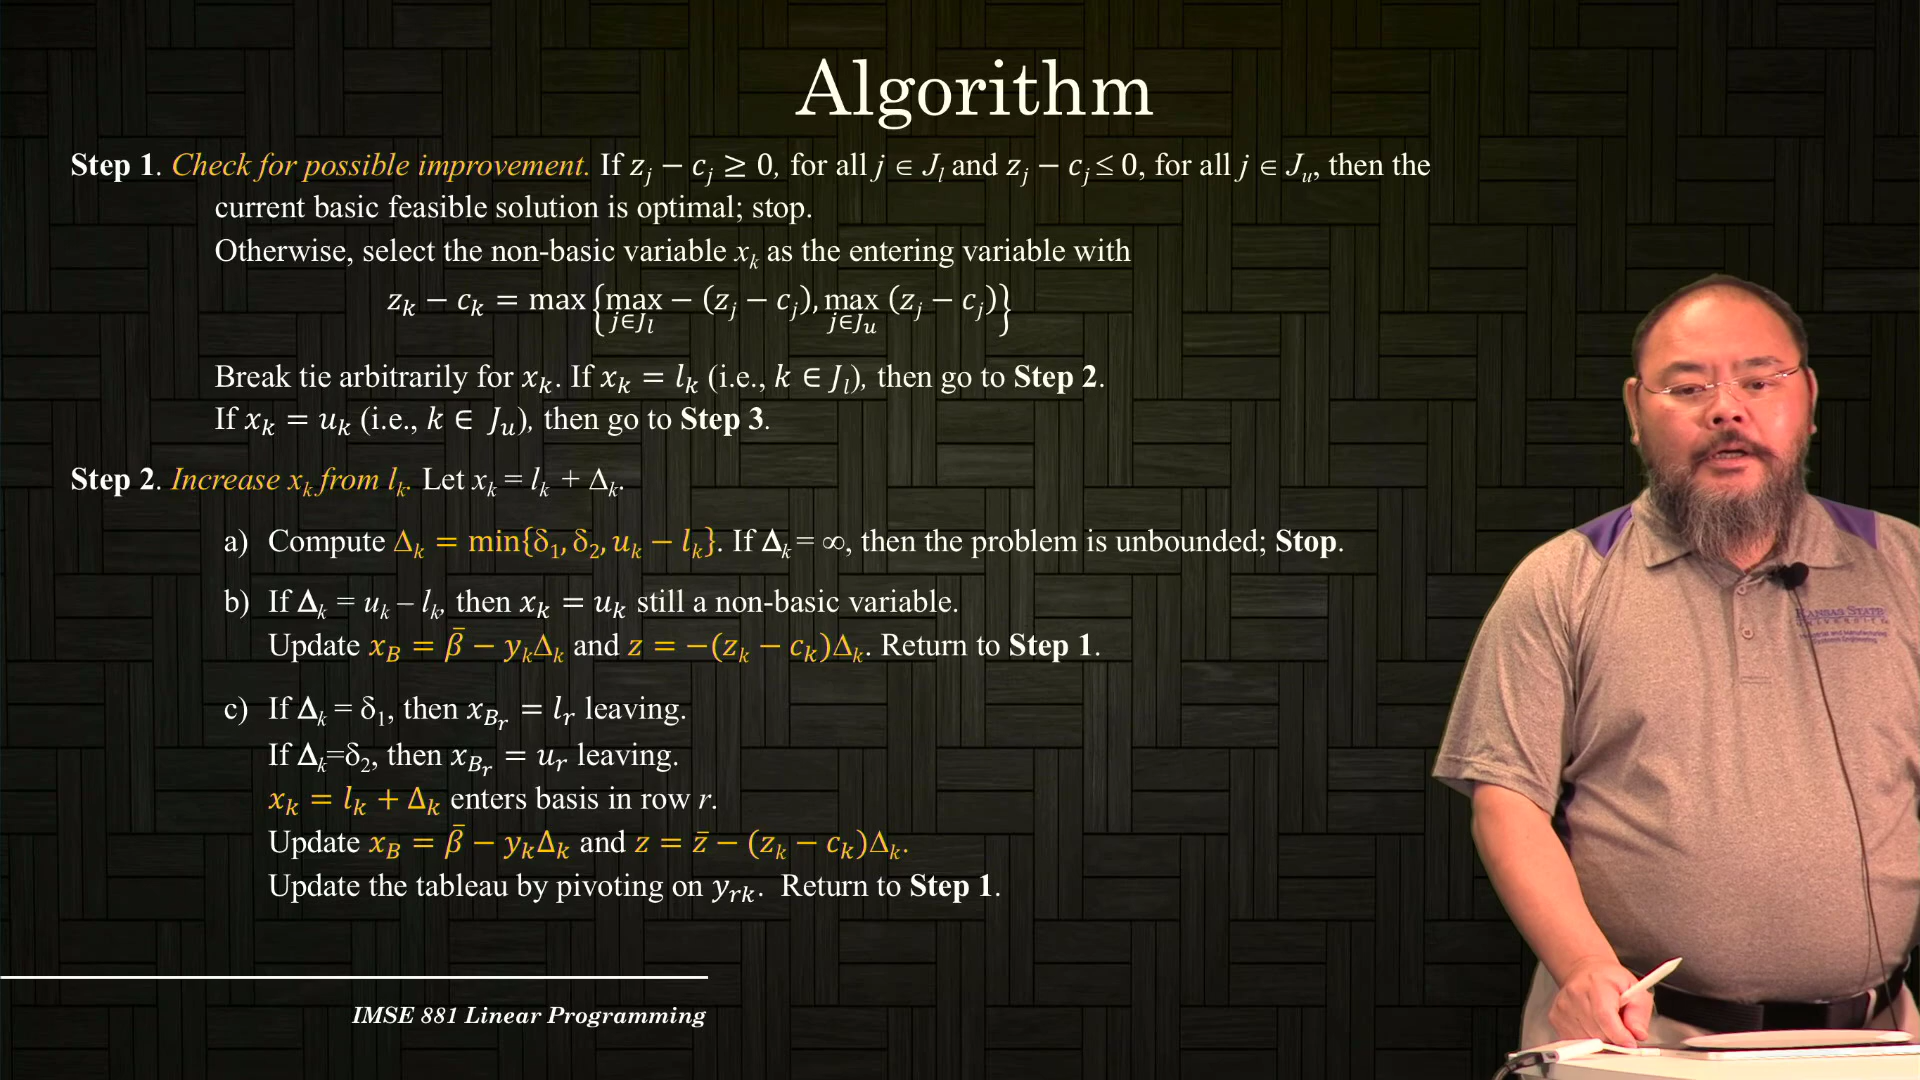 Algorithm
Step 1. Check for possible improvement. If z_j − c_j ≥ 0, for all j ∈ J_l and z_j − c_j ≤ 0, for all j ∈ J_u, then the
current basic feasible solution is optimal; stop.
Otherwise, select the non-basic variable x_k as the entering variable with
z_k − c_k = max {max_{j∈J_l} − (z_j − c_j), max_{j∈J_u} (z_j − c_j)}
Break tie arbitrarily for x_k. If x_k = l_k (i.e., k ∈ J_l), then go to Step 2.
If x_k = u_k (i.e., k ∈ J_u), then go to Step 3.
Step 2. Increase x_k from l_k. Let x_k = l_k + Δ_k.
a) Compute Δ_k = min{δ_1, δ_2, u_k − l_k}. If Δ_k = ∞, then the problem is unbounded; Stop.
b) If Δ_k = u_k – l_k, then x_k = u_k still a non-basic variable.
Update x_B = β̄ − y_kΔ_k and z = −(z_k − c_k)Δ_k. Return to Step 1.
c) If Δ_k = δ_1, then x_{B_r} = l_r leaving.
If Δ_k=δ_2, then x_{B_r} = u_r leaving.
x_k = l_k + Δ_k enters basis in row r.
Update x_B = β̄ − y_kΔ_k and z = z̄ − (z_k − c_k)Δ_k.
Update the tableau by pivoting on y_{rk}. Return to Step 1.
KANSAS STATE
UNIVERSITY
IMSE 881 Linear Programming